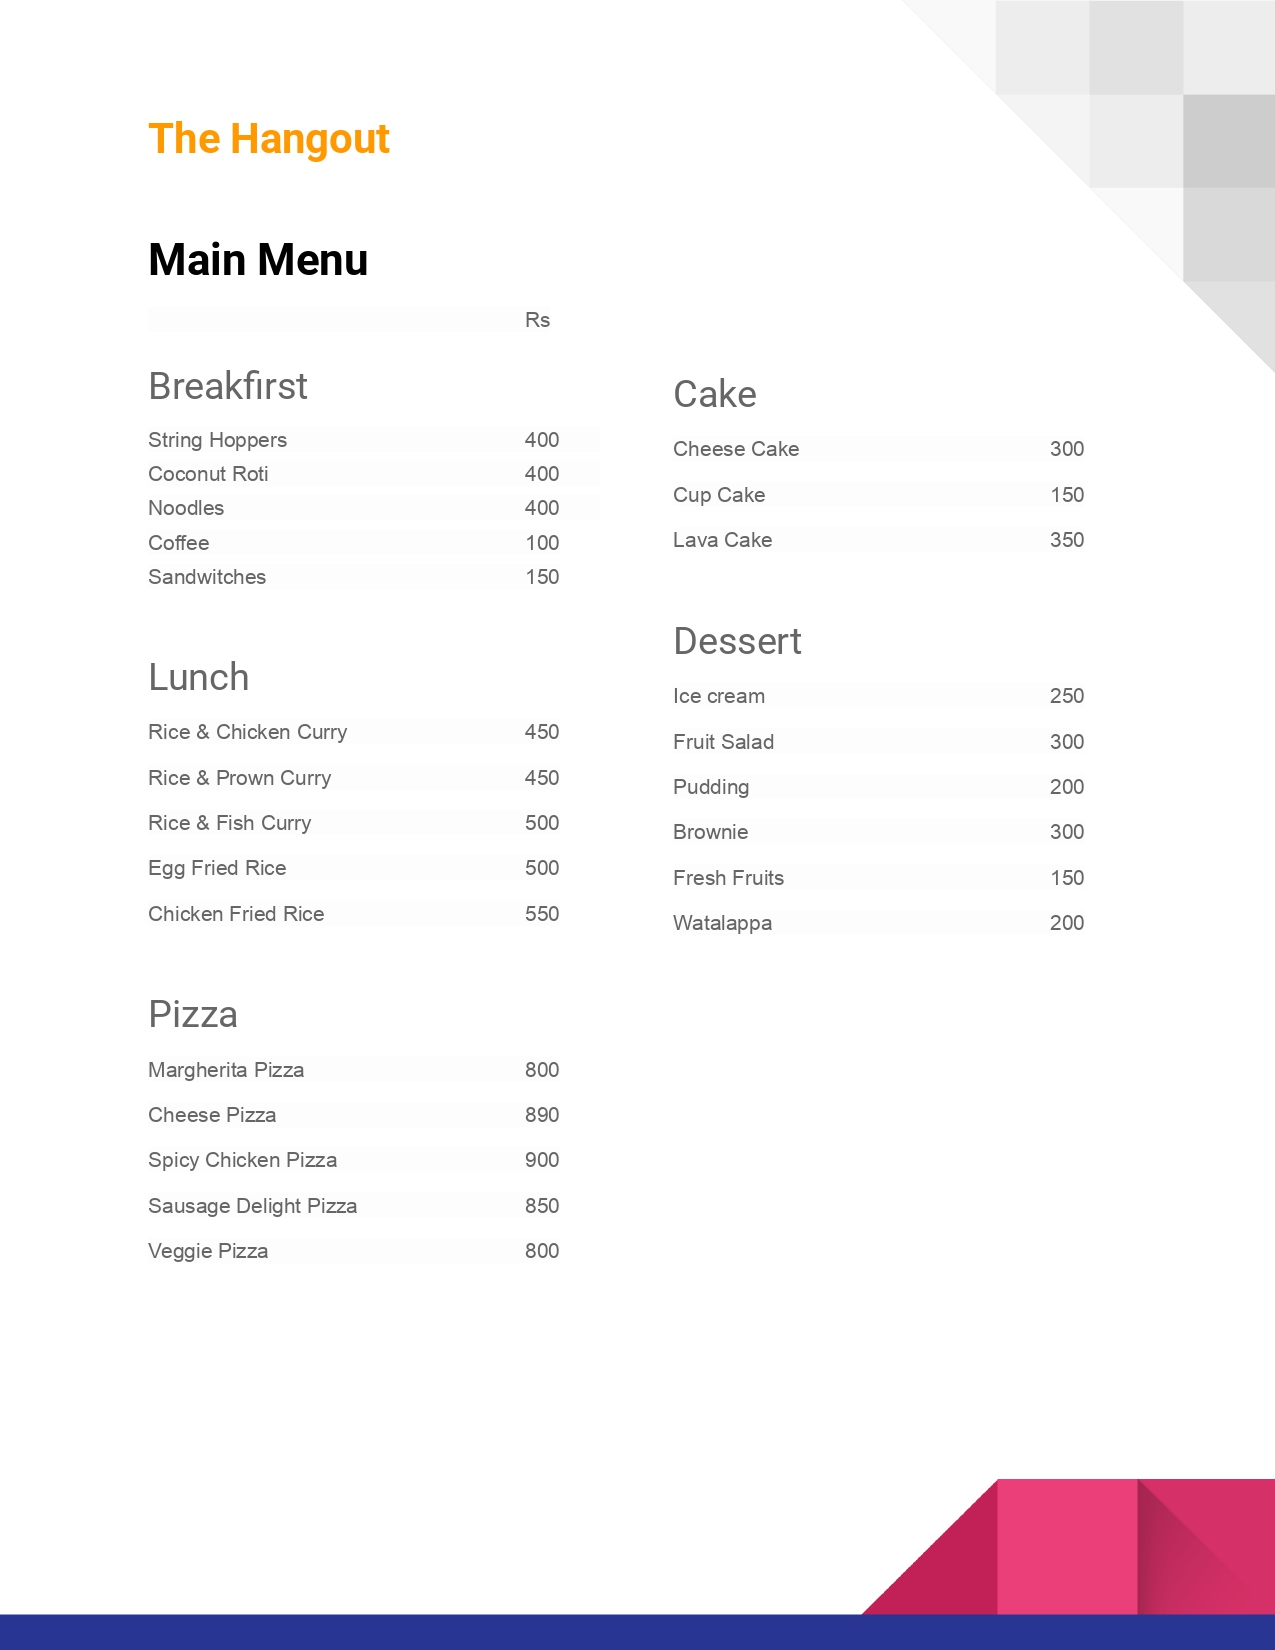 The Hangout
Main Menu
Rs
Breakfirst
String Hoppers 400
Coconut Roti 400
Noodles 400
Coffee 100
Sandwitches 150
Lunch
Rice & Chicken Curry 450
Rice & Prown Curry 450
Rice & Fish Curry 500
Egg Fried Rice 500
Chicken Fried Rice 550
Pizza
Margherita Pizza 800
Cheese Pizza 890
Spicy Chicken Pizza 900
Sausage Delight Pizza 850
Veggie Pizza 800
Cake
Cheese Cake 300
Cup Cake 150
Lava Cake 350
Dessert
Ice cream 250
Fruit Salad 300
Pudding 200
Brownie 300
Fresh Fruits 150
Watalappa 200